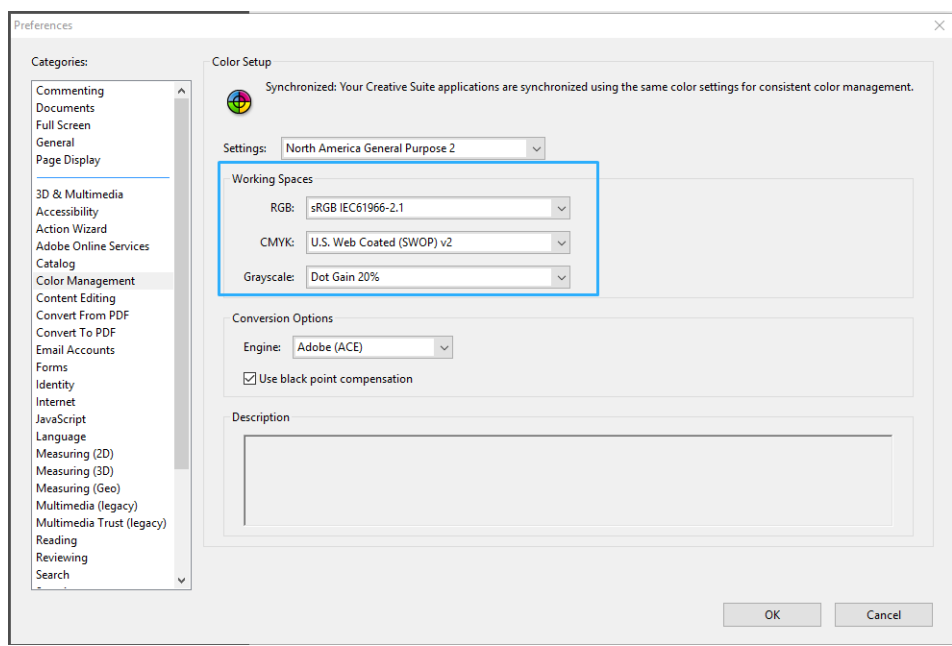 Preferences
Categories:
Commenting
Documents
Full Screen
General
Page Display
3D & Multimedia
Accessibility
Action Wizard
Adobe Online Services
Catalog
Color Management
Content Editing
Convert From PDF
Convert To PDF
Email Accounts
Forms
Identity
Internet
JavaScript
Language
Measuring (2D)
Measuring (3D)
Measuring (Geo)
Multimedia (legacy)
Multimedia Trust (legacy)
Reading
Reviewing
Search
Color Setup
Synchronized: Your Creative Suite applications are synchronized using the same color settings for consistent color management.
Settings: North America General Purpose 2
Working Spaces
RGB: sRGB IEC61966-2.1
CMYK: U.S. Web Coated (SWOP) v2
Grayscale: Dot Gain 20%
Conversion Options
Engine: Adobe (ACE)
Use black point compensation
Description
OK Cancel